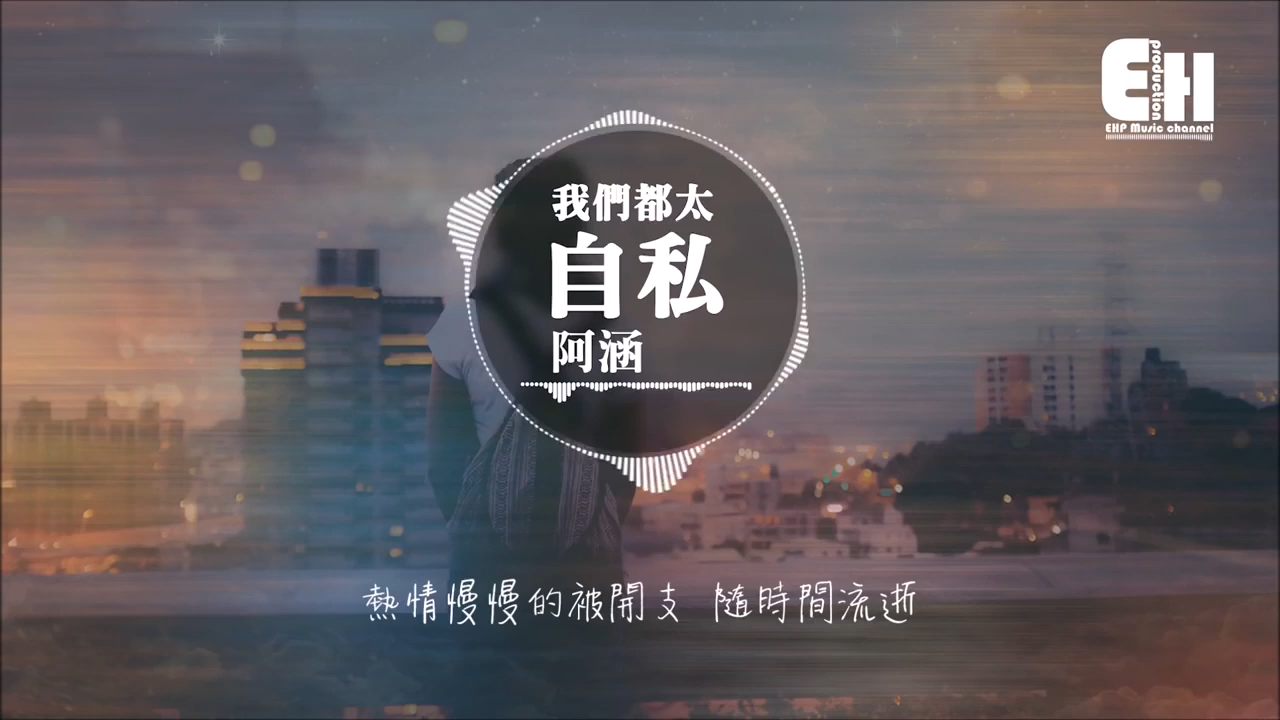 EH
production
EHP Music channel
我們都太
自私
阿涵
熱情慢慢的被開支 隨時間流逝